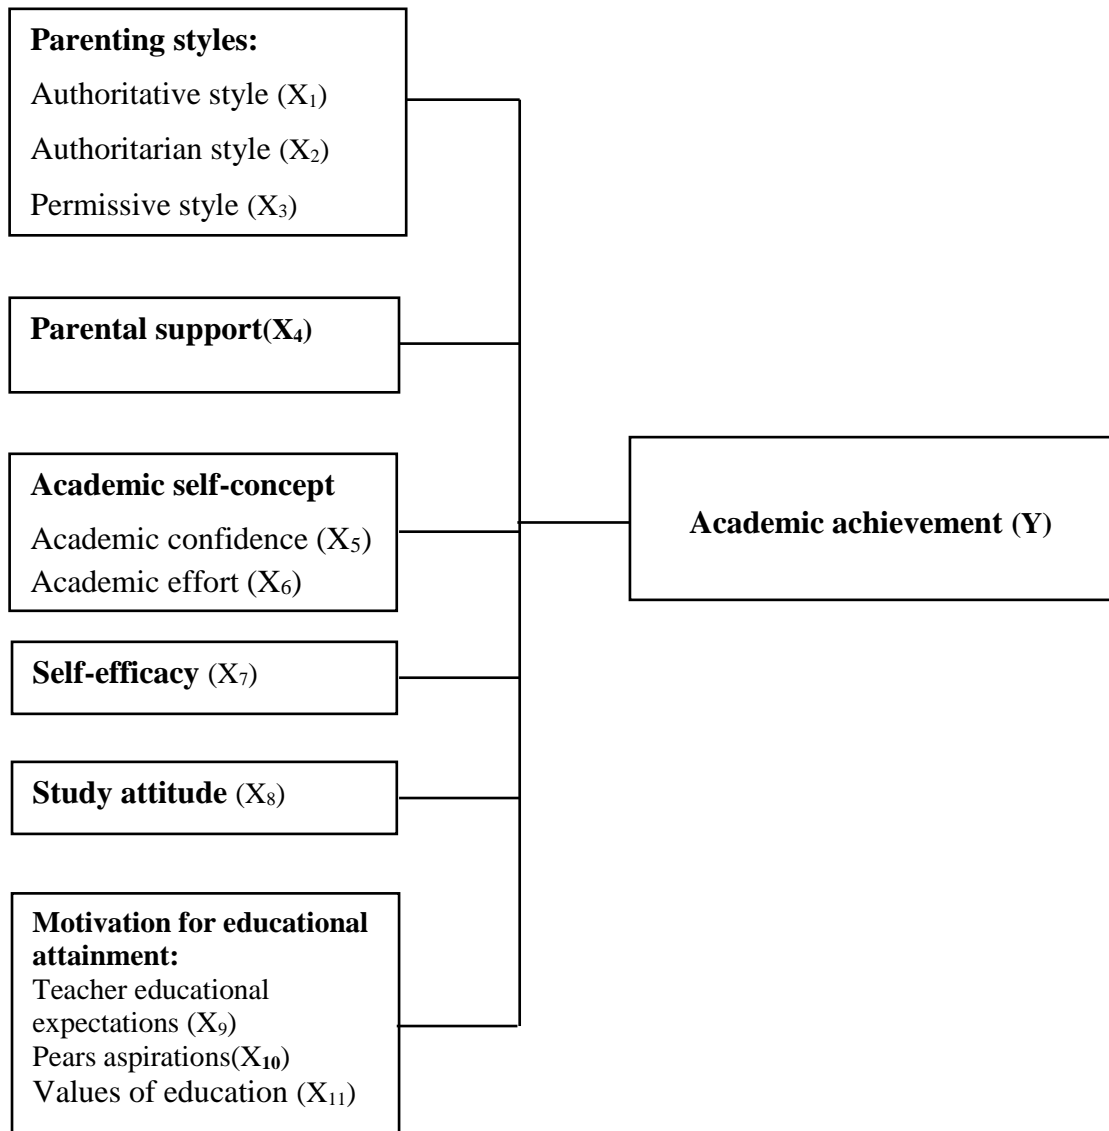 Parenting styles:
Authoritative style (X₁)
Authoritarian style (X₂)
Permissive style (X₃)
Parental support(X₄)
Academic self-concept
Academic confidence (X₅)
Academic effort (X₆)
Self-efficacy (X₇)
Study attitude (X₈)
Motivation for educational
attainment:
Teacher educational
expectations (X₉)
Pears aspirations(X₁₀)
Values of education (X₁₁)
Academic achievement (Y)